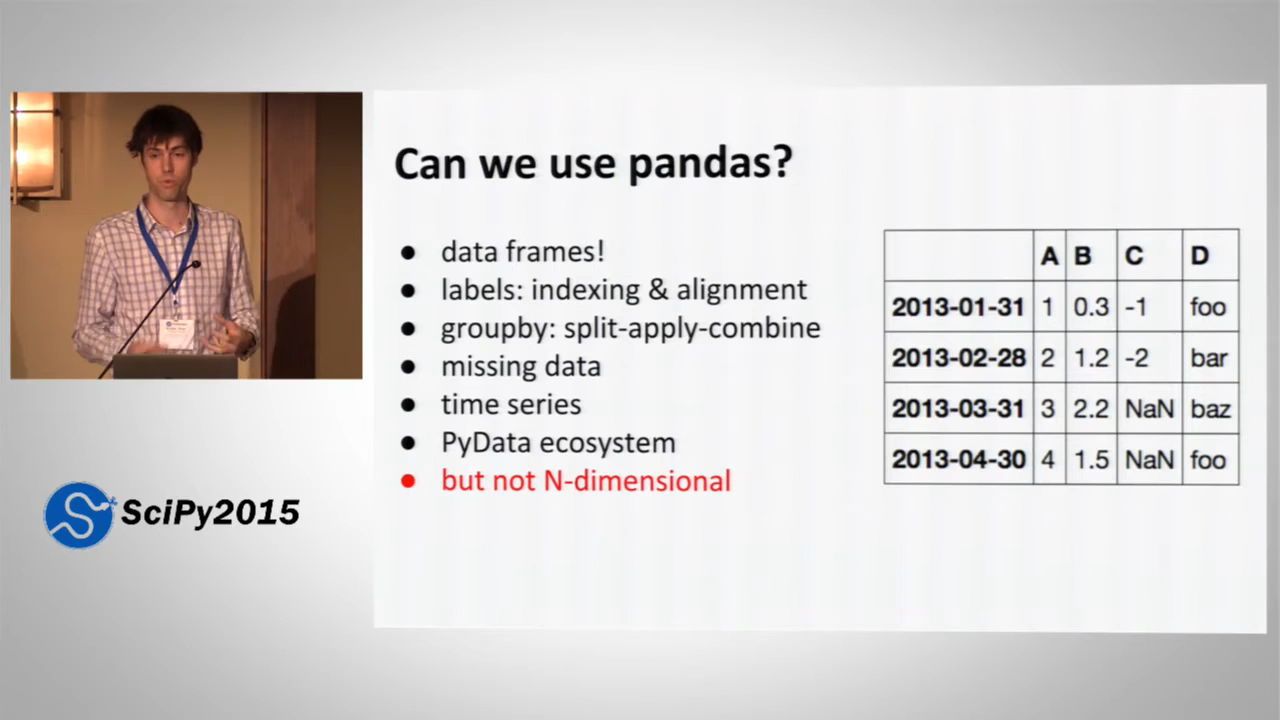 Can we use pandas?
● data frames!
● labels: indexing & alignment
● groupby: split-apply-combine
● missing data
● time series
● PyData ecosystem
● but not N-dimensional
A B C D
2013-01-31 1 0.3 -1 foo
2013-02-28 2 1.2 -2 bar
2013-03-31 3 2.2 NaN baz
2013-04-30 4 1.5 NaN foo
SciPy2015